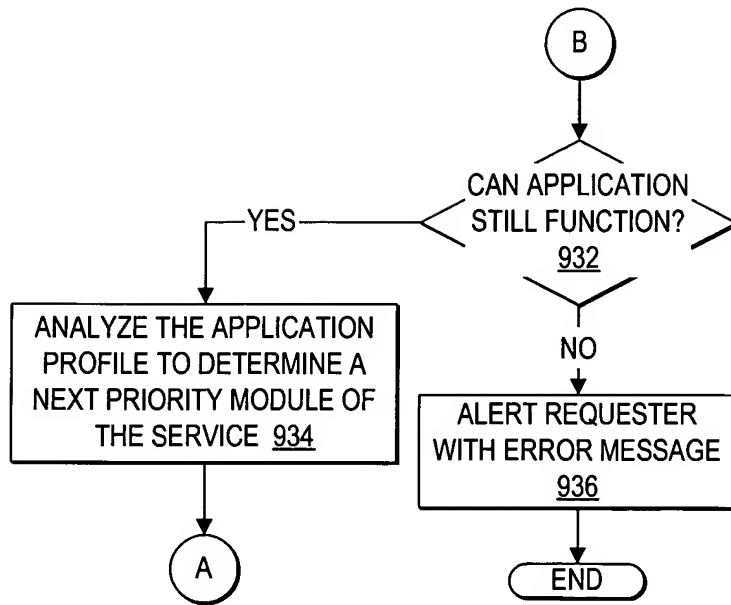 B
CAN APPLICATION
STILL FUNCTION?
932
YES
NO
ANALYZE THE APPLICATION
PROFILE TO DETERMINE A
NEXT PRIORITY MODULE OF
THE SERVICE 934
ALERT REQUESTER
WITH ERROR MESSAGE
936
A
END